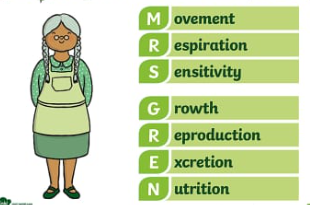 Movement
Respiration
Sensitivity
Growth
Reproduction
Excretion
Nutrition